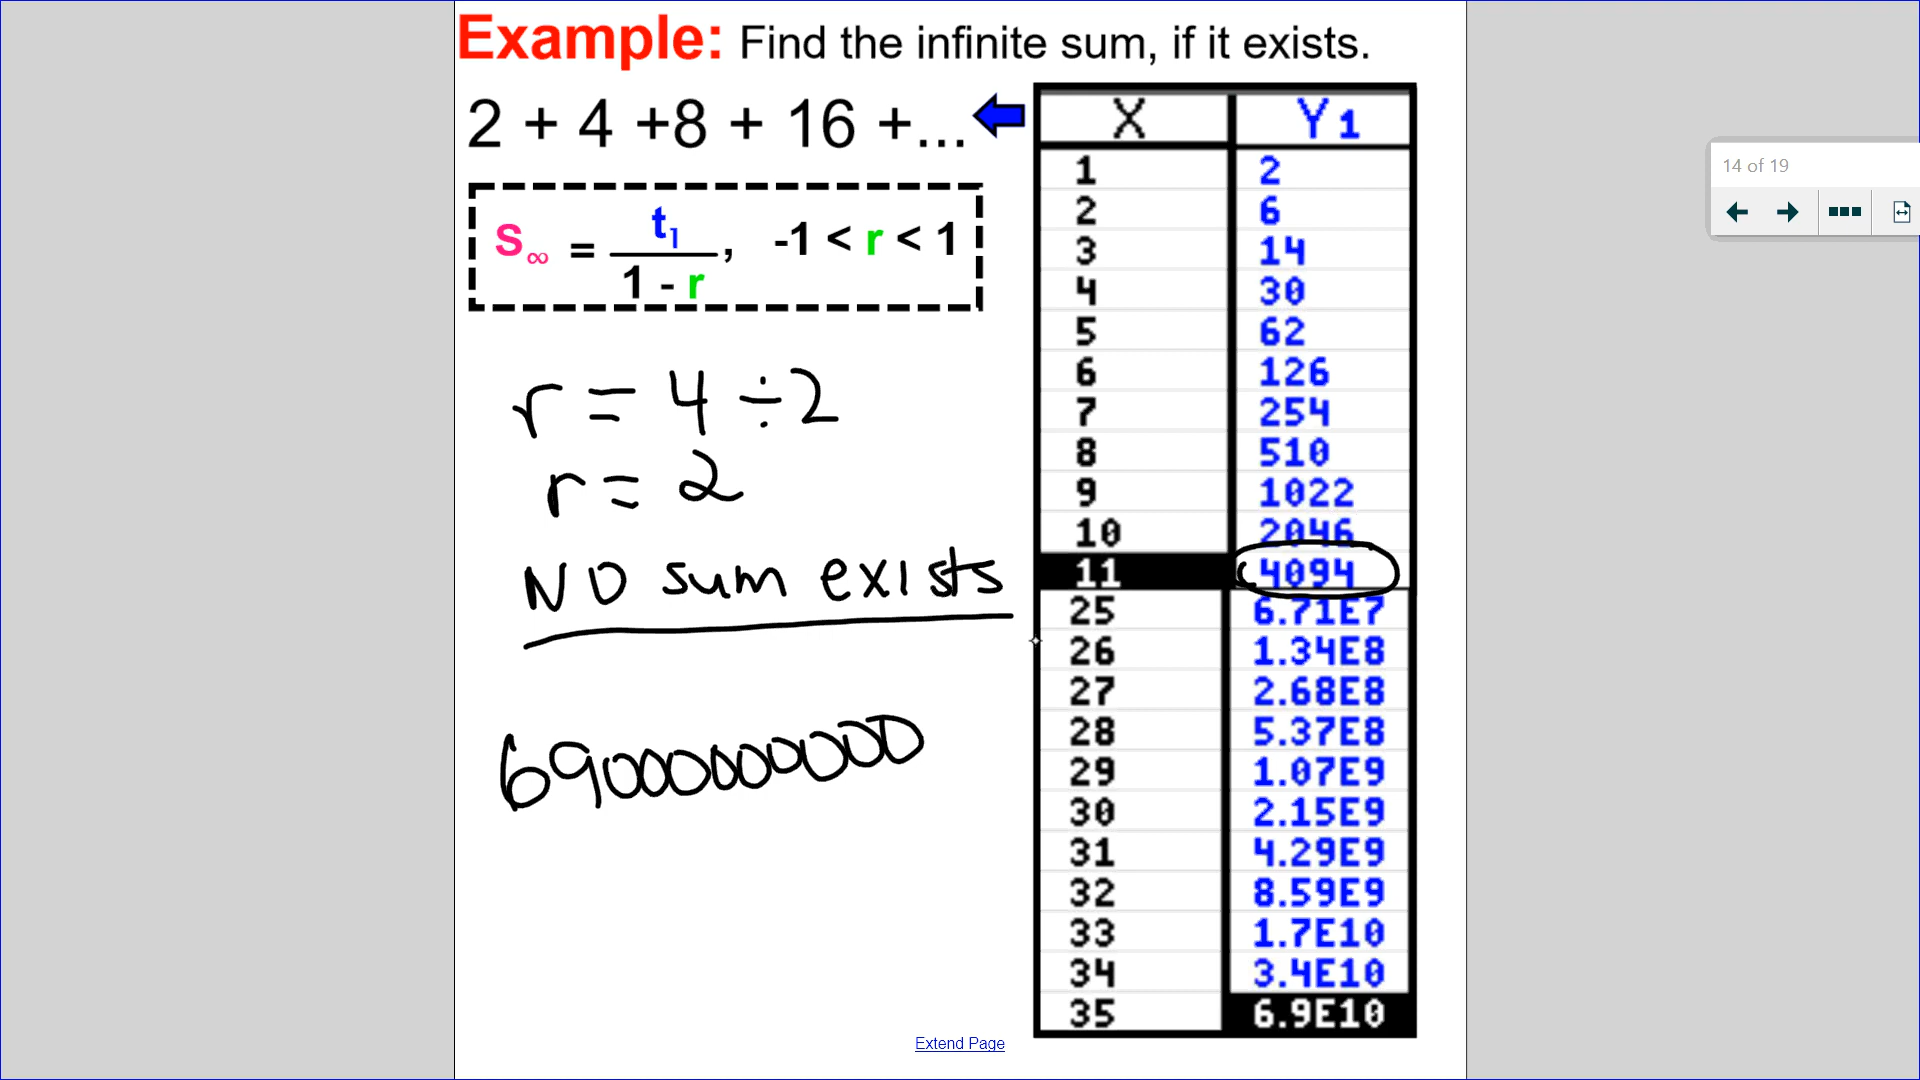 Example: Find the infinite sum, if it exists.
2 + 4 +8 + 16 +...
S∞ = t1 / 1 - r , -1 < r < 1
r = 4 ÷ 2
r = 2
NO sum exists
69000000000
X Y1
1 2
2 6
3 14
4 30
5 62
6 126
7 254
8 510
9 1022
10 2046
11 4094
25 6.71E7
26 1.34E8
27 2.68E8
28 5.37E8
29 1.07E9
30 2.15E9
31 4.29E9
32 8.59E9
33 1.7E10
34 3.4E10
35 6.9E10
14 of 19
Extend Page